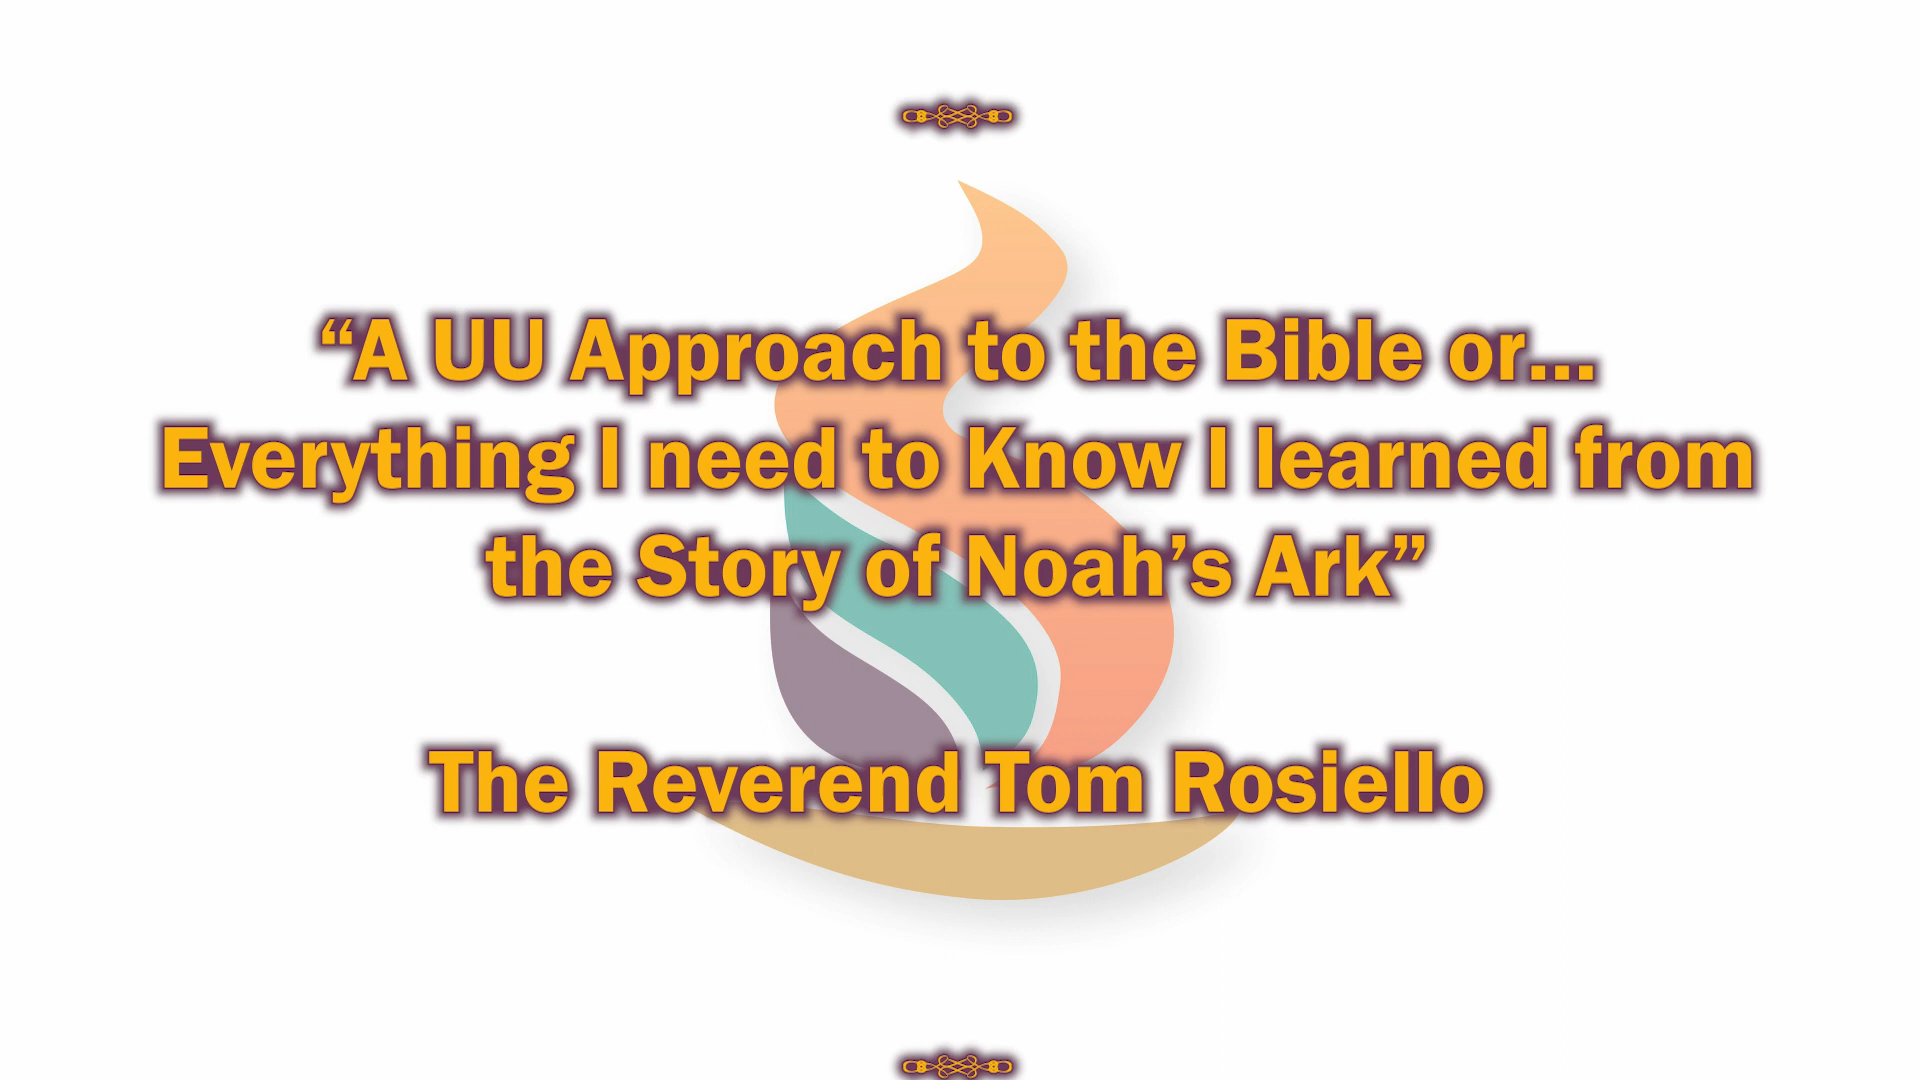 “A UU Approach to the Bible or...
Everything I need to Know I learned from
the Story of Noah’s Ark”
The Reverend Tom Rosiello